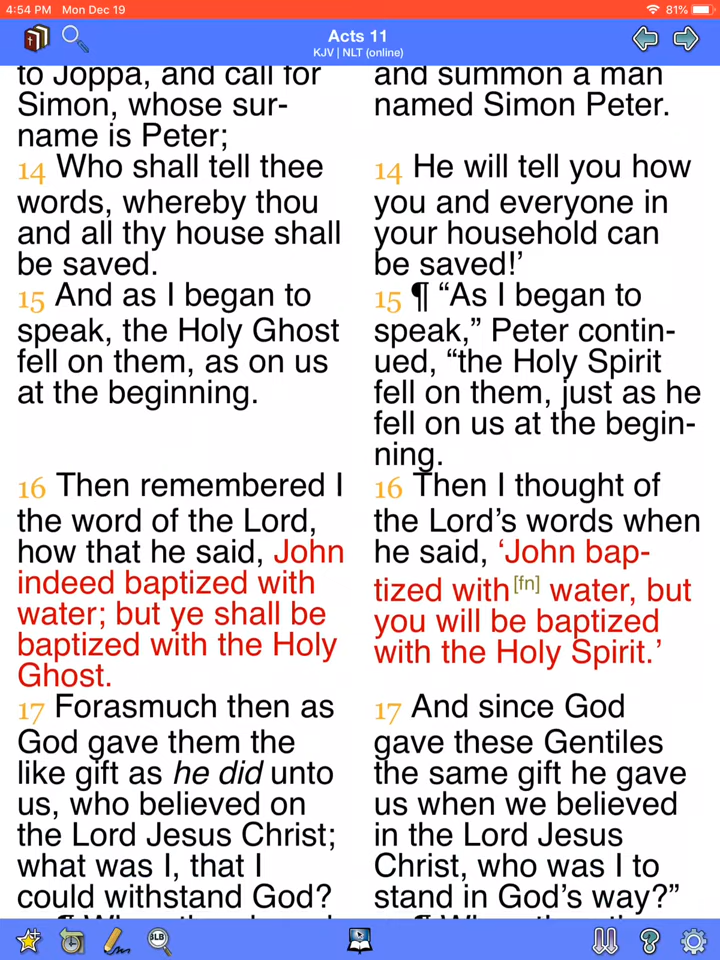 4:54 PM Mon Dec 19
81%
Acts 11
KJV | NLT (online)
to Joppa, and call for
Simon, whose sur-
name is Peter;
14 Who shall tell thee
words, whereby thou
and all thy house shall
be saved.
15 And as I began to
speak, the Holy Ghost
fell on them, as on us
at the beginning.
16 Then remembered I
the word of the Lord,
how that he said, John
indeed baptized with
water; but ye shall be
baptized with the Holy
Ghost.
17 Forasmuch then as
God gave them the
like gift as he did unto
us, who believed on
the Lord Jesus Christ;
what was I, that I
could withstand God?
and summon a man
named Simon Peter.
14 He will tell you how
you and everyone in
your household can
be saved!’
15 ¶ “As I began to
speak,” Peter contin-
ued, “the Holy Spirit
fell on them, just as he
fell on us at the begin-
ning.
16 Then I thought of
the Lord’s words when
he said, ‘John bap-
tized with[fn] water, but
you will be baptized
with the Holy Spirit.’
17 And since God
gave these Gentiles
the same gift he gave
us when we believed
in the Lord Jesus
Christ, who was I to
stand in God’s way?”
BLB